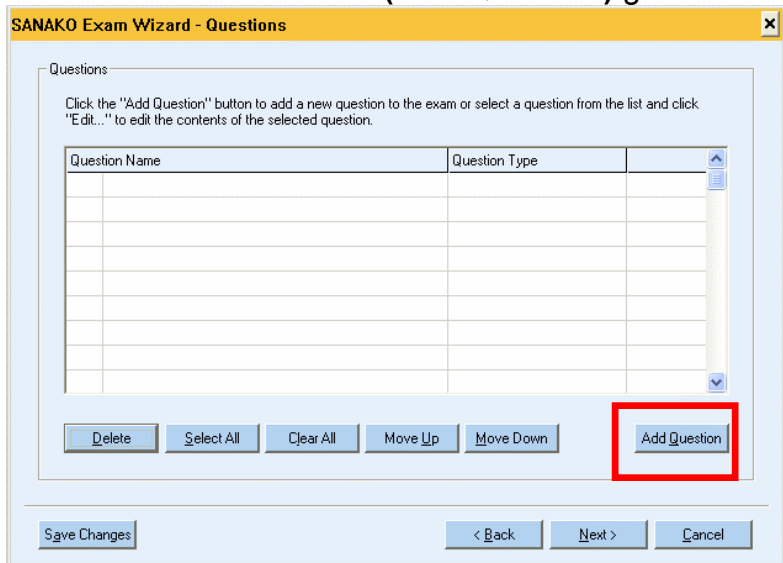 SANAKO Exam Wizard - Questions
Questions
Click the "Add Question" button to add a new question to the exam or select a question from the list and click
"Edit..." to edit the contents of the selected question.
Question Name Question Type
Delete Select All Clear All Move Up Move Down Add Question
Save Changes < Back Next > Cancel